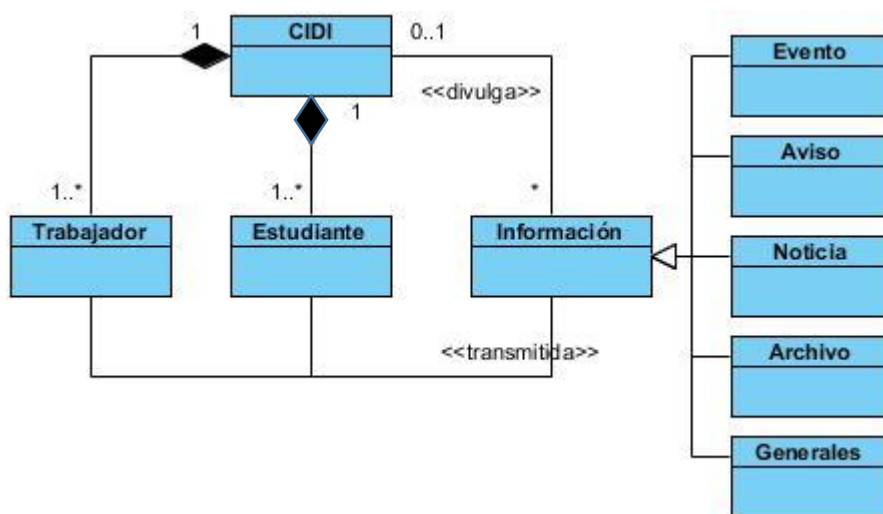 1
CIDI
0..1
Evento
<<divulga>>
1
Aviso
1..*
1..*
*
Trabajador
Estudiante
Información
Noticia
<<transmitida>>
Archivo
Generales